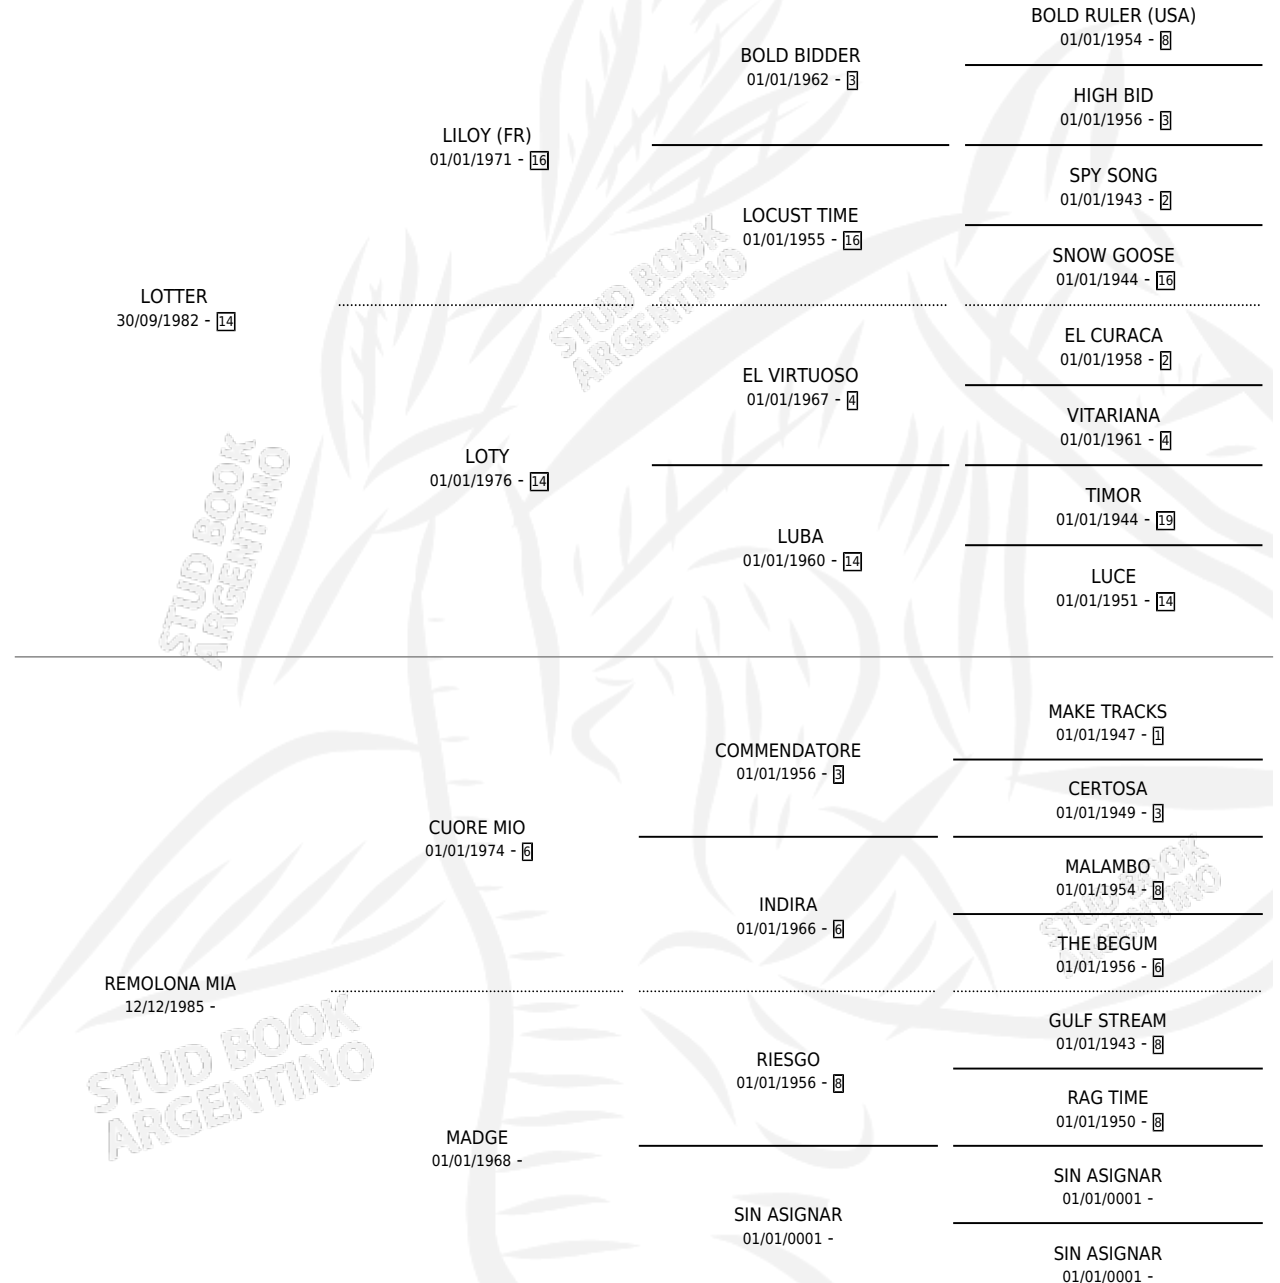 BOLD RULER (USA)
01/01/1954 - 8
BOLD BIDDER
01/01/1962 - 3
HIGH BID
01/01/1956 - 3
LILOY (FR)
01/01/1971 - 16
SPY SONG
01/01/1943 - 2
LOCUST TIME
01/01/1955 - 16
SNOW GOOSE
01/01/1944 - 16
LOTTER
30/09/1982 - 14
EL CURACA
01/01/1958 - 2
EL VIRTUOSO
01/01/1967 - 4
VITARIANA
01/01/1961 - 4
LOTY
01/01/1976 - 14
TIMOR
01/01/1944 - 19
LUBA
01/01/1960 - 14
LUCE
01/01/1951 - 14
MAKE TRACKS
01/01/1947 - 1
COMMENDATORE
01/01/1956 - 3
CERTOSA
01/01/1949 - 3
CUORE MIO
01/01/1974 - 6
MALAMBO
01/01/1954 - 8
INDIRA
01/01/1966 - 6
THE BEGUM
01/01/1956 - 6
REMOLONA MIA
12/12/1985 -
GULF STREAM
01/01/1943 - 8
RIESGO
01/01/1956 - 8
RAG TIME
01/01/1950 - 8
MADGE
01/01/1968 -
SIN ASIGNAR
01/01/0001 -
SIN ASIGNAR
01/01/0001 -
SIN ASIGNAR
01/01/0001 -
STUD BOOK
ARGENTINO
STUD BOOK
ARGENTINO
STUD BOOK
ARGENTINO
STUD BOOK
ARGENTINO